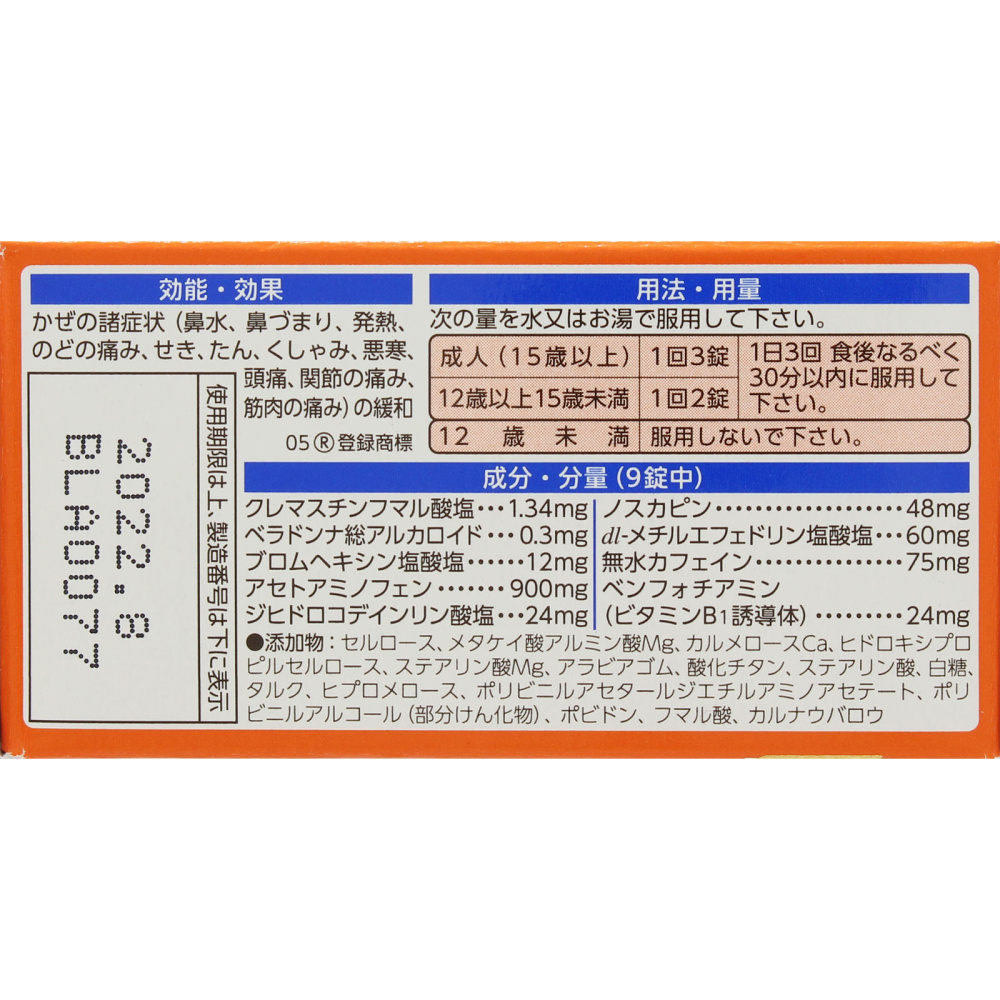 効能・効果
かぜの諸症状（鼻水、鼻づまり、発熱、
のどの痛み、せき、たん、くしゃみ、悪寒、
頭痛、関節の痛み、
筋肉の痛み）の緩和
05Ⓡ登録商標
使用期限は上、製造番号は下に表示
2022.8
BLA0077
用法・用量
次の量を水又はお湯で服用して下さい。
成人（15歳以上） 1回3錠 1日3回 食後なるべく
30分以内に服用して
下さい。
12歳以上15歳未満 1回2錠
12歳未満 服用しないで下さい。
成分・分量（9錠中）
クレマスチンフマル酸塩…1.34mg
ベラドンナ総アルカロイド…0.3mg
ブロムヘキシン塩酸塩……12mg
アセトアミノフェン……900mg
ジヒドロコデインリン酸塩…24mg
ノスカピン………………48mg
dl-メチルエフェドリン塩酸塩…60mg
無水カフェイン…………75mg
ベンフォチアミン
（ビタミンB1誘導体）………24mg
●添加物：セルロース、メタケイ酸アルミン酸Mg、カルメロースCa、ヒドロキシプロ
ピルセルロース、ステアリン酸Mg、アラビアゴム、酸化チタン、ステアリン酸、白糖、
タルク、ヒプロメロース、ポリビニルアセタールジエチルアミノアセテート、ポリ
ビニルアルコール（部分けん化物）、ポビドン、フマル酸、カルナウバロウ